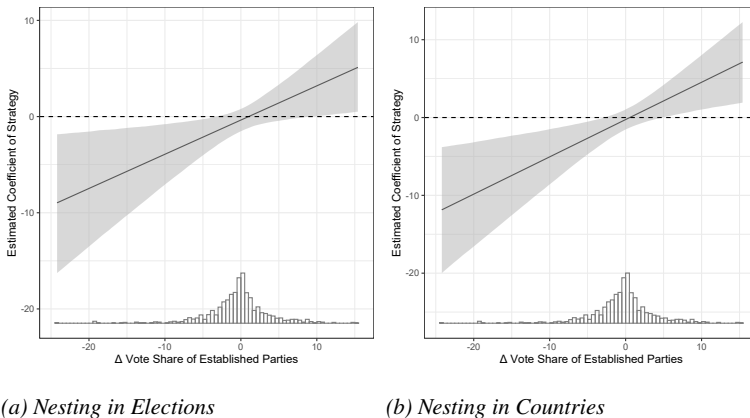 10
0
-10
-20
Estimated Coefficient of Strategy
-20
-10
0
10
Δ Vote Share of Established Parties
(a) Nesting in Elections
10
0
-10
-20
Estimated Coefficient of Strategy
-20
-10
0
10
Δ Vote Share of Established Parties
(b) Nesting in Countries